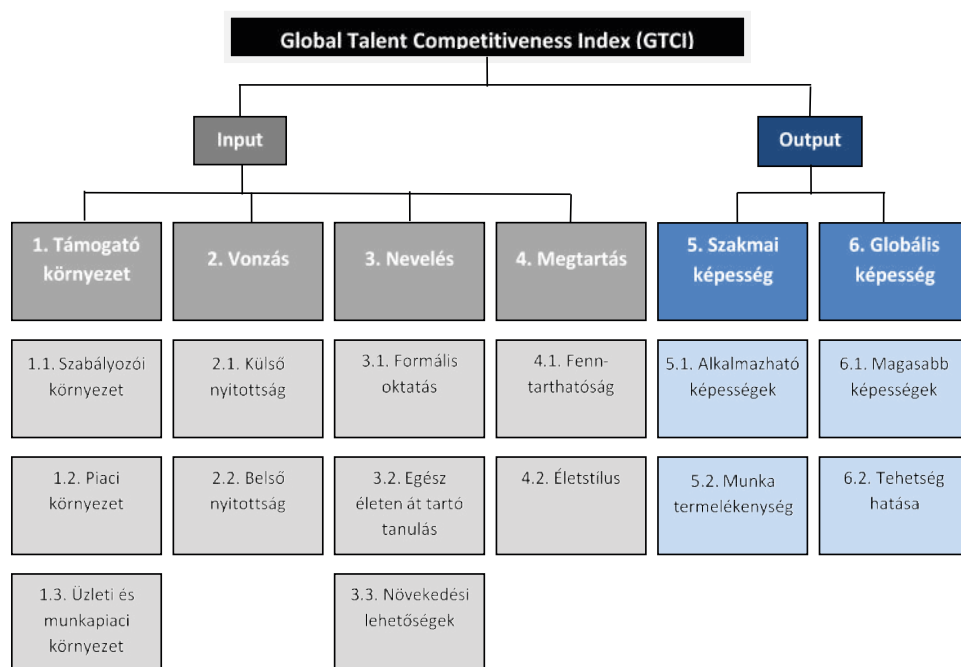 Global Talent Competitiveness Index (GTCI)
Input
Output
1. Támogató
környezet
2. Vonzás
3. Nevelés
4. Megtartás
5. Szakmai
képesség
6. Globális
képesség
1.1. Szabályozói
környezet
2.1. Külső
nyitottság
3.1. Formális
oktatás
4.1. Fenn-
tarthatóság
5.1. Alkalmazható
képességek
6.1. Magasabb
képességek
1.2. Piaci
környezet
2.2. Belső
nyitottság
3.2. Egész
életen át tartó
tanulás
4.2. Életstílus
5.2. Munka
termelékenység
6.2. Tehetség
hatása
1.3. Üzleti és
munkapiaci
környezet
3.3. Növekedési
lehetőségek